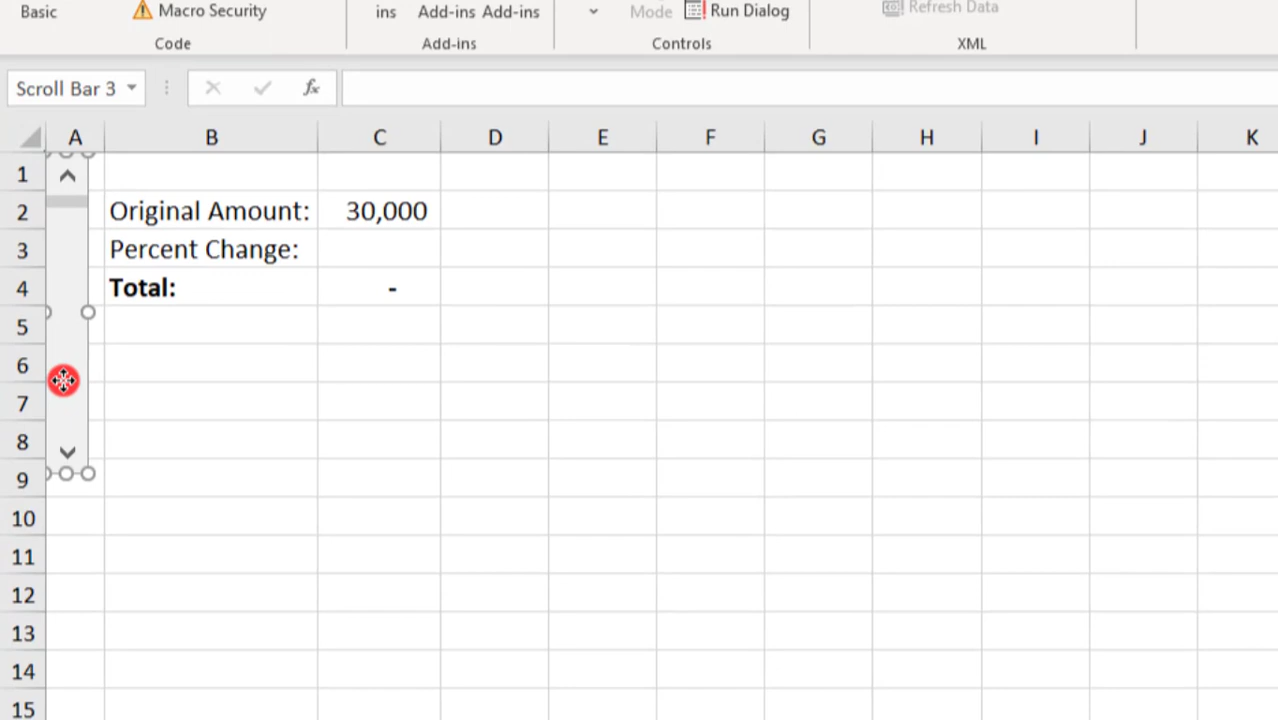 Basic Macro Security ins Add-ins Add-ins Mode Run Dialog Refresh Data
Code Add-ins Controls XML
Scroll Bar 3 fx
A B C D E F G H I J K
1
2 Original Amount: 30,000
3 Percent Change:
4 Total: -
5
6
7
8
9
10
11
12
13
14
15